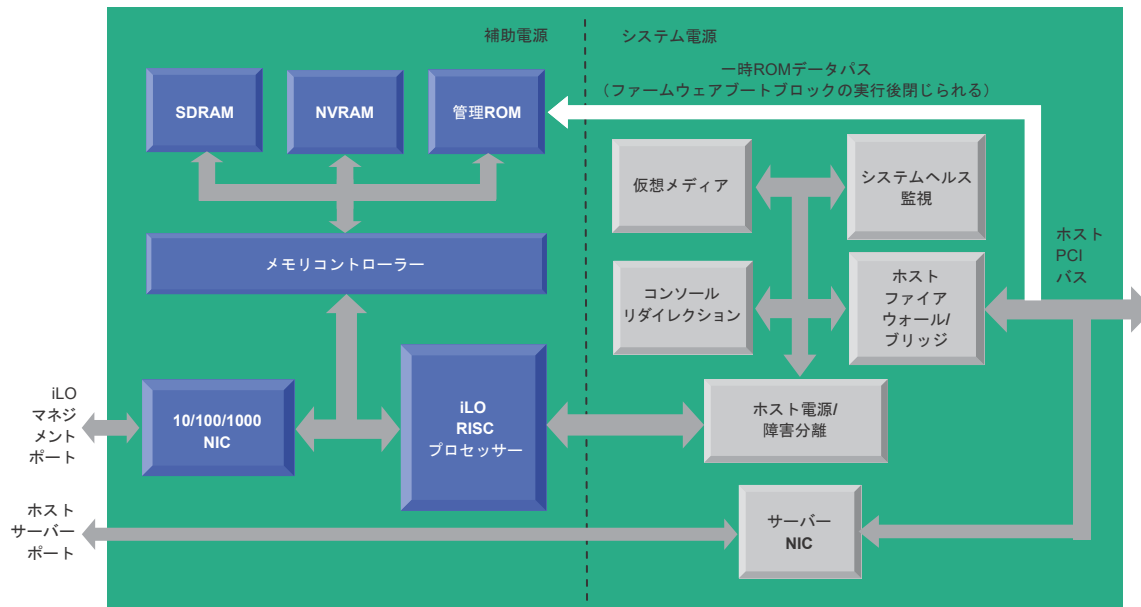 補助電源
システム電源
一時ROMデータパス
（ファームウェアブートブロックの実行後閉じられる）
SDRAM
NVRAM
管理ROM
仮想メディア
システムヘルス
監視
メモリコントローラー
コンソール
リダイレクション
ホスト
ファイア
ウォール/
ブリッジ
ホスト
PCI
バス
iLO
マネジ
メント
ポート
10/100/1000
NIC
iLO
RISC
プロセッサー
ホスト電源/
障害分離
ホスト
サーバー
ポート
サーバー
NIC